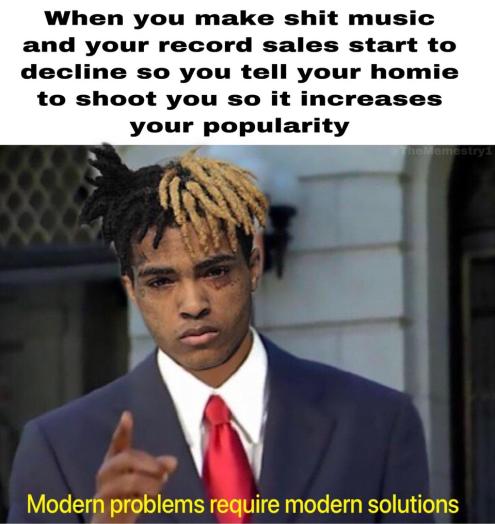 When you make shit music
and your record sales start to
decline so you tell your homie
to shoot you so it increases
your popularity
@TheMemestry1
Modern problems require modern solutions